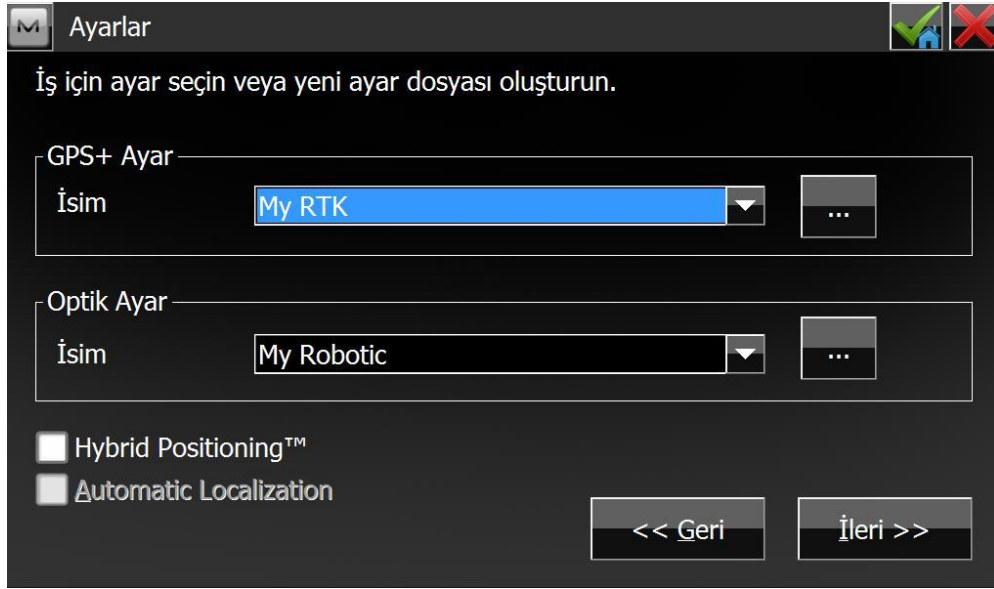 Ayarlar
İş için ayar seçin veya yeni ayar dosyası oluşturun.
GPS+ Ayar
İsim
My RTK
...
Optik Ayar
İsim
My Robotic
...
Hybrid Positioning™
Automatic Localization
<< Geri
İleri >>